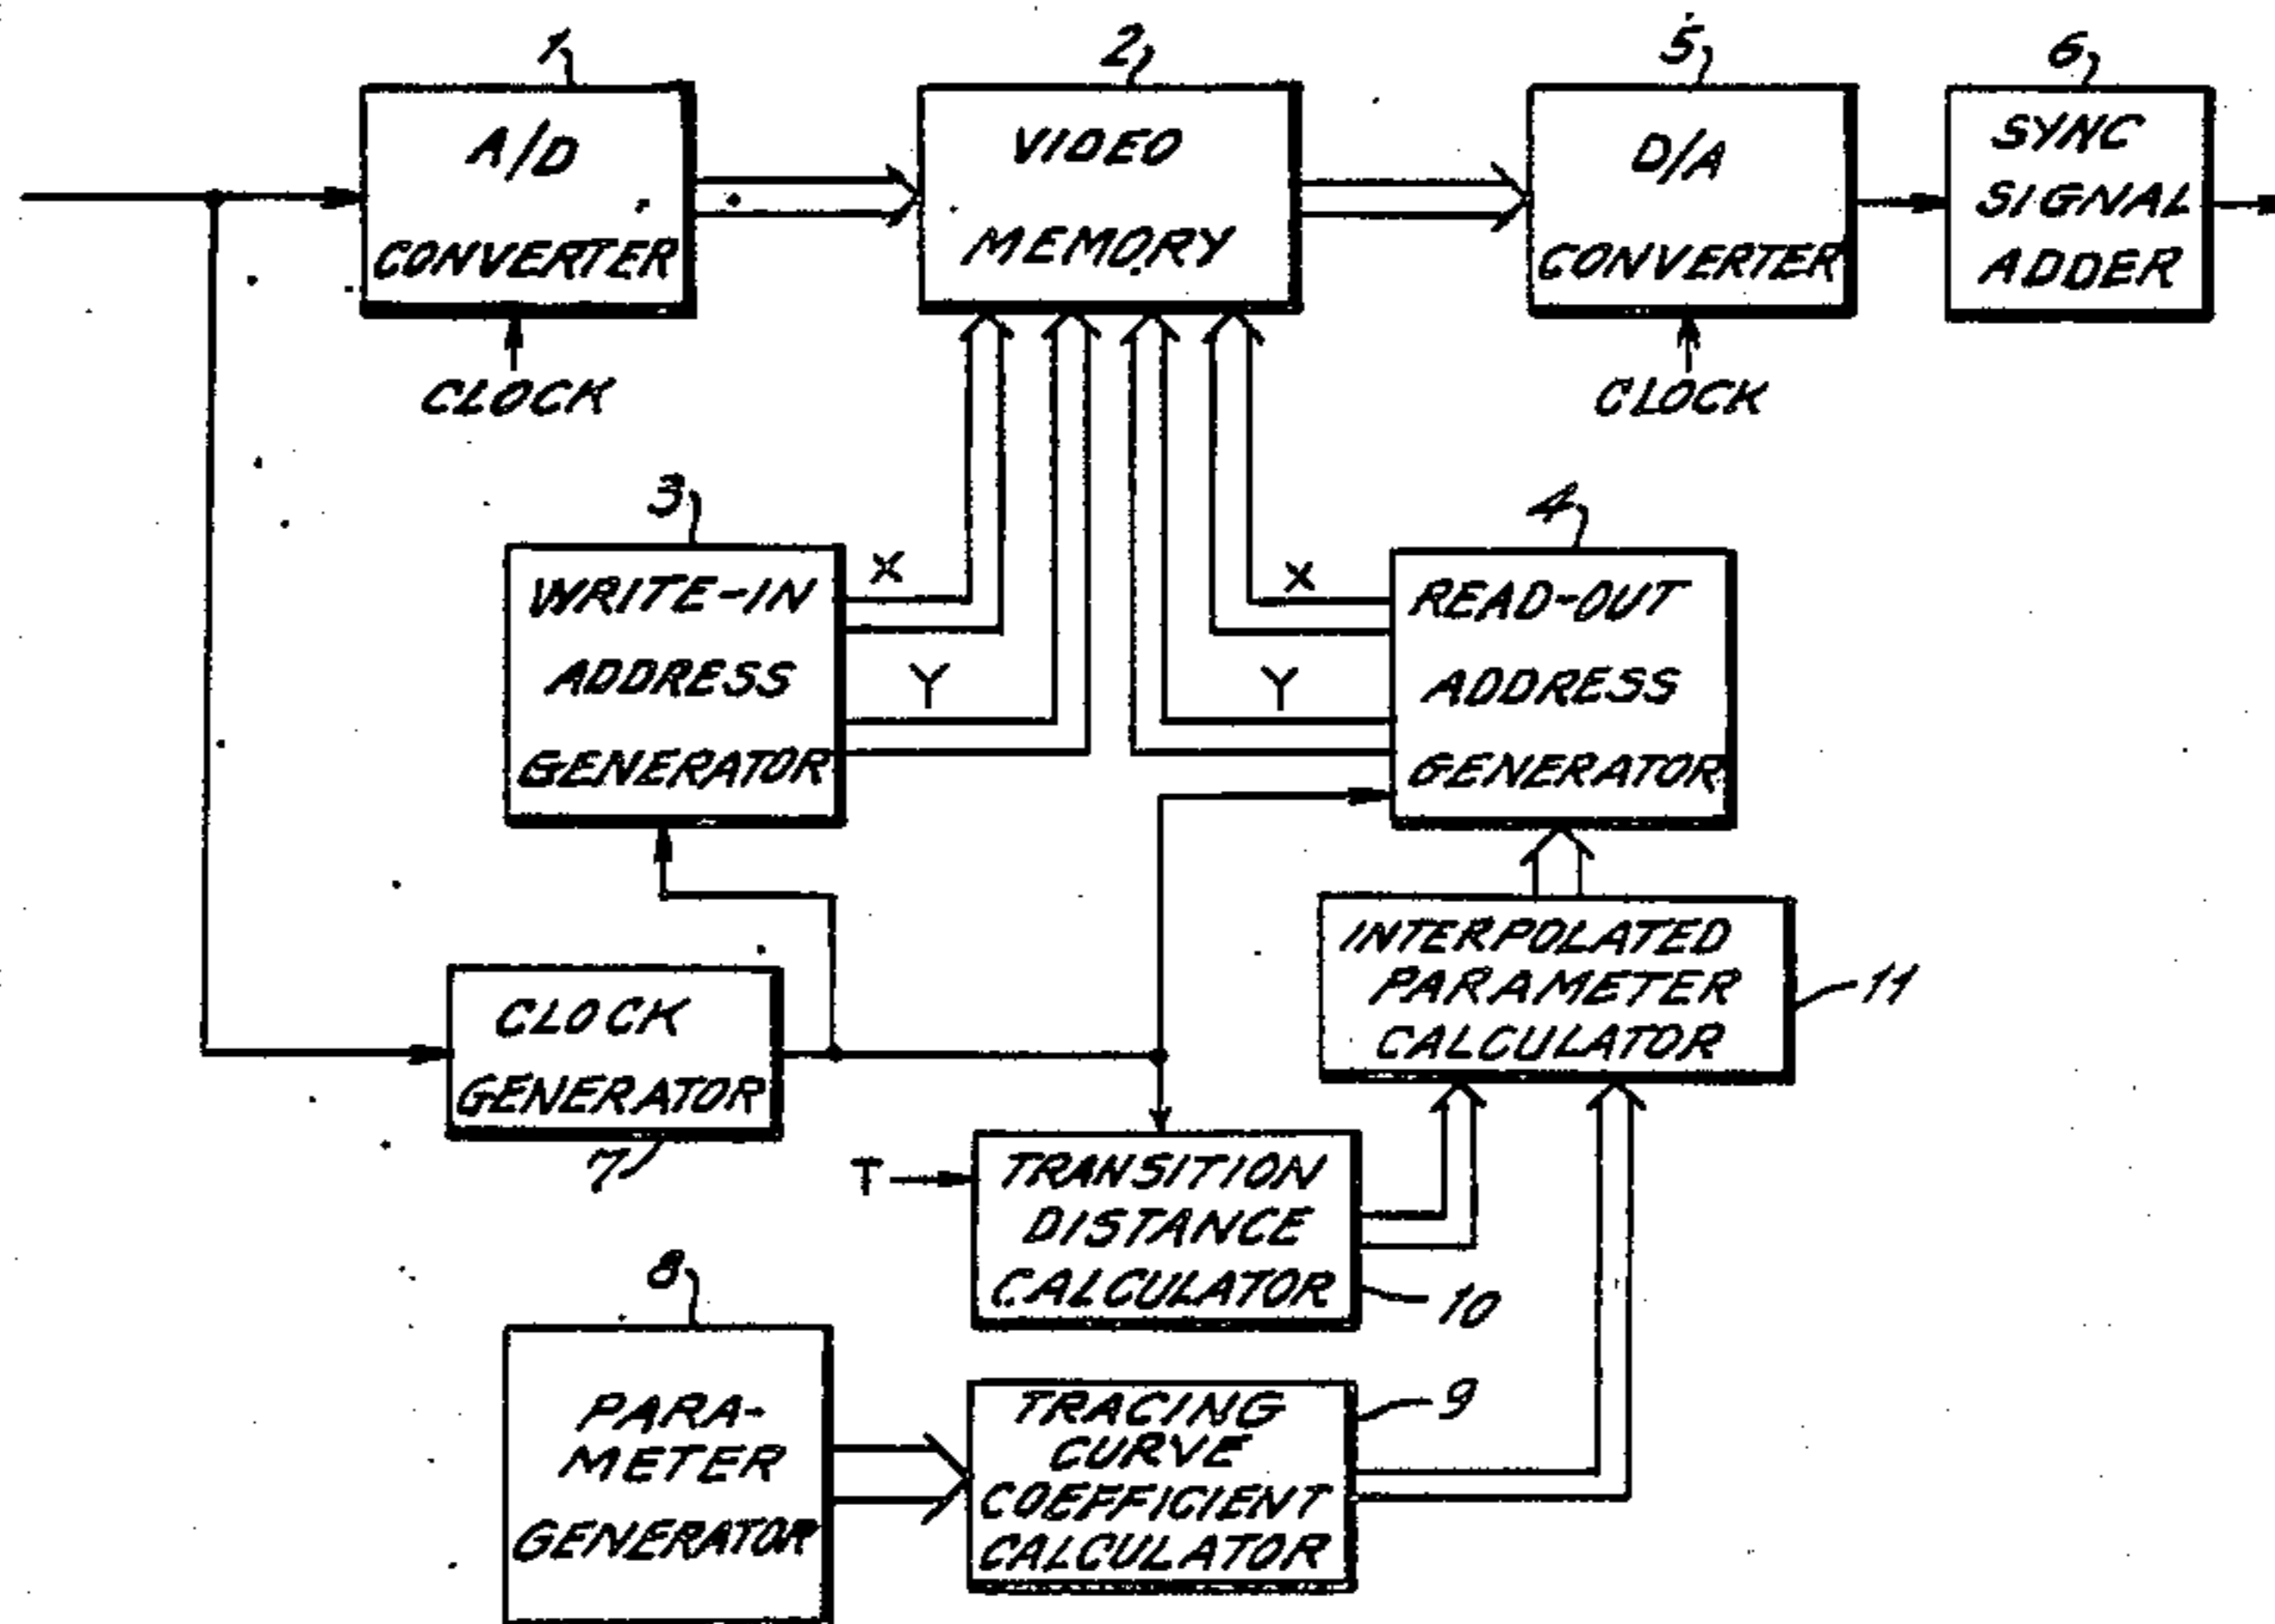 1
2
5
6
A/D
CONVERTER
VIDEO
MEMORY
D/A
CONVERTER
SYNC
SIGNAL
ADDER
CLOCK
CLOCK
3
4
WRITE-IN
ADDRESS
GENERATOR
X
Y
X
Y
READ-OUT
ADDRESS
GENERATOR
INTERPOLATED
PARAMETER
CALCULATOR
11
CLOCK
GENERATOR
7
T
TRANSITION
DISTANCE
CALCULATOR
10
8
PARA-
METER
GENERATOR
TRACING
CURVE
COEFFICIENT
CALCULATOR
9